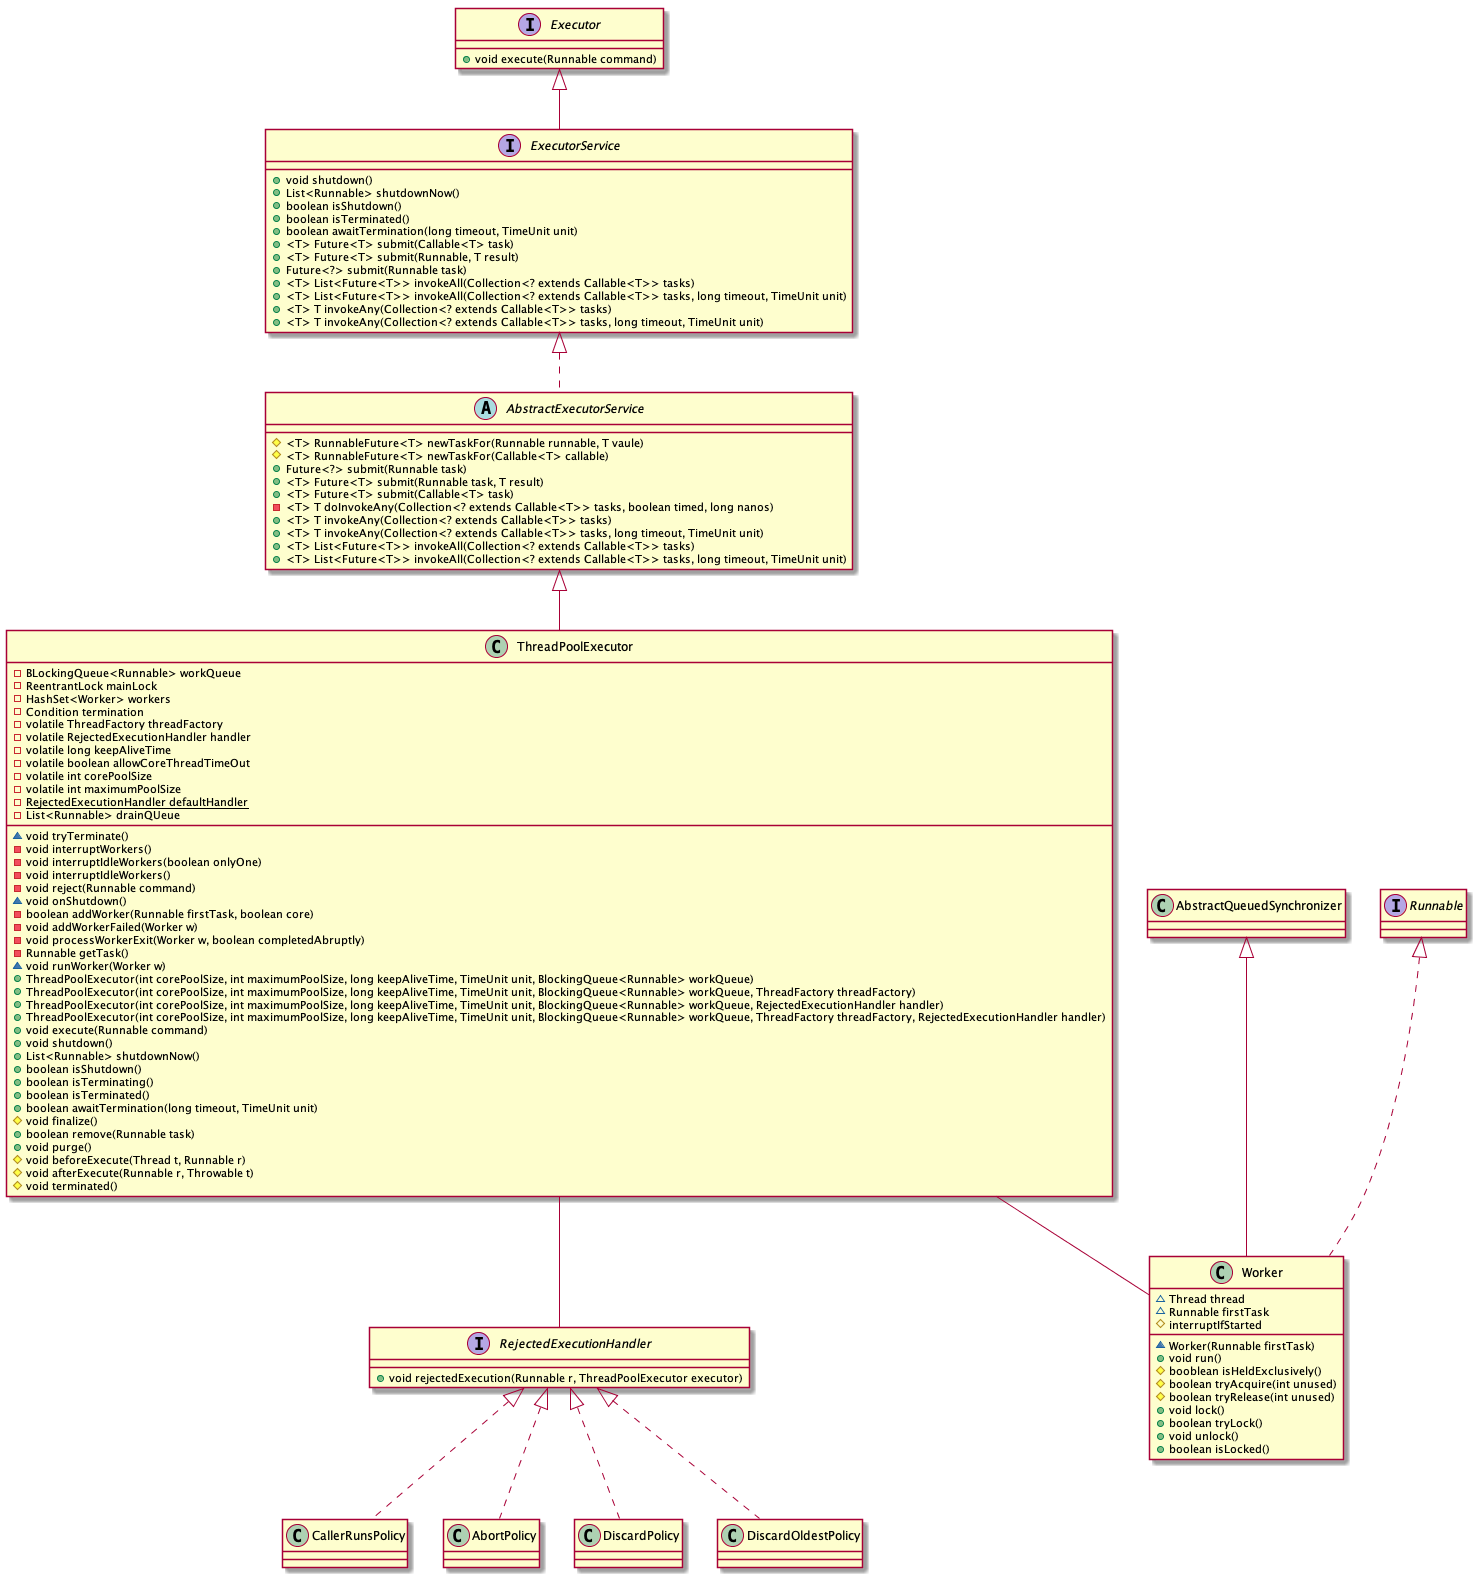 I Executor
void execute(Runnable command)
I ExecutorService
void shutdown()
List<Runnable> shutdownNow()
boolean isShutdown()
boolean isTerminated()
boolean awaitTermination(long timeout, TimeUnit unit)
<T> Future<T> submit(Callable<T> task)
<T> Future<T> submit(Runnable, T result)
Future<?> submit(Runnable task)
<T> List<Future<T>> invokeAll(Collection<? extends Callable<T>> tasks)
<T> List<Future<T>> invokeAll(Collection<? extends Callable<T>> tasks, long timeout, TimeUnit unit)
<T> T invokeAny(Collection<? extends Callable<T>> tasks)
<T> T invokeAny(Collection<? extends Callable<T>> tasks, long timeout, TimeUnit unit)
A AbstractExecutorService
<T> RunnableFuture<T> newTaskFor(Runnable runnable, T vaule)
<T> RunnableFuture<T> newTaskFor(Callable<T> callable)
Future<?> submit(Runnable task)
<T> Future<T> submit(Runnable task, T result)
<T> Future<T> submit(Callable<T> task)
<T> T doInvokeAny(Collection<? extends Callable<T>> tasks, boolean timed, long nanos)
<T> T invokeAny(Collection<? extends Callable<T>> tasks)
<T> T invokeAny(Collection<? extends Callable<T>> tasks, long timeout, TimeUnit unit)
<T> List<Future<T>> invokeAll(Collection<? extends Callable<T>> tasks)
<T> List<Future<T>> invokeAll(Collection<? extends Callable<T>> tasks, long timeout, TimeUnit unit)
C ThreadPoolExecutor
BLockingQueue<Runnable> workQueue
ReentrantLock mainLock
HashSet<Worker> workers
Condition termination
volatile ThreadFactory threadFactory
volatile RejectedExecutionHandler handler
volatile long keepAliveTime
volatile boolean allowCoreThreadTimeOut
volatile int corePoolSize
volatile int maximumPoolSize
RejectedExecutionHandler defaultHandler
List<Runnable> drainQUeue
void tryTerminate()
void interruptWorkers()
void interruptIdleWorkers(boolean onlyOne)
void interruptIdleWorkers()
void reject(Runnable command)
void onShutdown()
boolean addWorker(Runnable firstTask, boolean core)
void addWorkerFailed(Worker w)
void processWorkerExit(Worker w, boolean completedAbruptly)
Runnable getTask()
void runWorker(Worker w)
ThreadPoolExecutor(int corePoolSize, int maximumPoolSize, long keepAliveTime, TimeUnit unit, BlockingQueue<Runnable> workQueue)
ThreadPoolExecutor(int corePoolSize, int maximumPoolSize, long keepAliveTime, TimeUnit unit, BlockingQueue<Runnable> workQueue, ThreadFactory threadFactory)
ThreadPoolExecutor(int corePoolSize, int maximumPoolSize, long keepAliveTime, TimeUnit unit, BlockingQueue<Runnable> workQueue, RejectedExecutionHandler handler)
ThreadPoolExecutor(int corePoolSize, int maximumPoolSize, long keepAliveTime, TimeUnit unit, BlockingQueue<Runnable> workQueue, ThreadFactory threadFactory, RejectedExecutionHandler handler)
void execute(Runnable command)
void shutdown()
List<Runnable> shutdownNow()
boolean isShutdown()
boolean isTerminating()
boolean isTerminated()
boolean awaitTermination(long timeout, TimeUnit unit)
void finalize()
boolean remove(Runnable task)
void purge()
void beforeExecute(Thread t, Runnable r)
void afterExecute(Runnable r, Throwable t)
void terminated()
C AbstractQueuedSynchronizer
I Runnable
C Worker
Thread thread
Runnable firstTask
interruptIfStarted
Worker(Runnable firstTask)
void run()
booblean isHeldExclusively()
boolean tryAcquire(int unused)
boolean tryRelease(int unused)
void lock()
boolean tryLock()
void unlock()
boolean isLocked()
I RejectedExecutionHandler
void rejectedExecution(Runnable r, ThreadPoolExecutor executor)
C CallerRunsPolicy
C AbortPolicy
C DiscardPolicy
C DiscardOldestPolicy